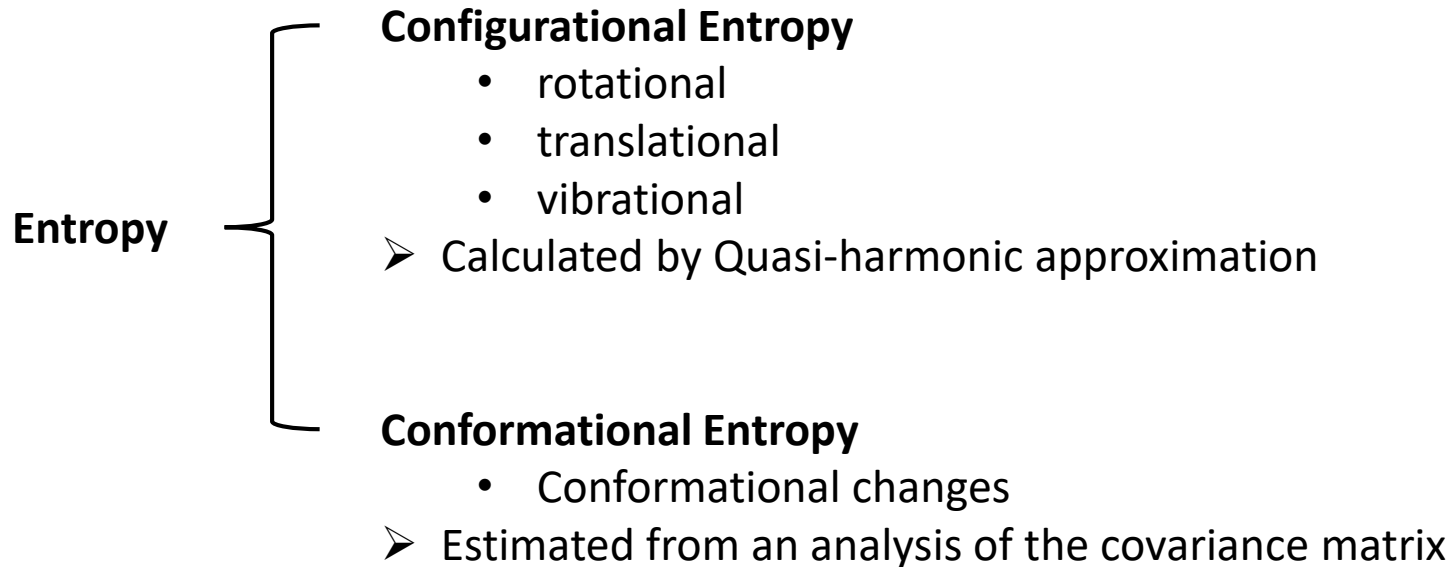 Configurational Entropy
• rotational
• translational
• vibrational
Entropy
➢ Calculated by Quasi-harmonic approximation
Conformational Entropy
• Conformational changes
➢ Estimated from an analysis of the covariance matrix